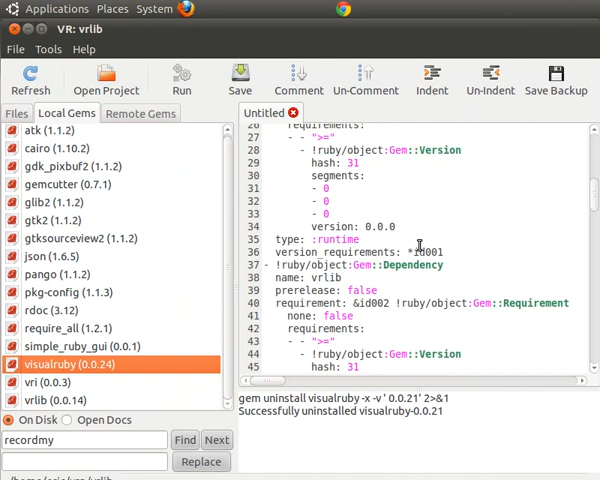 Applications Places System
VR: vrlib
File Tools Help
Refresh Open Project Run Save Comment Un-Comment Indent Un-Indent Save Backup
FIles Local Gems Remote Gems
Untitled
atk (1.1.2)
cairo (1.10.2)
gdk_pixbuf2 (1.1.2)
gemcutter (0.7.1)
glib2 (1.1.2)
gtk2 (1.1.2)
gtksourceview2 (1.1.2)
json (1.6.5)
pango (1.1.2)
pkg-config (1.1.3)
rdoc (3.12)
require_all (1.2.1)
simple_ruby_gui (0.0.1)
visualruby (0.0.24)
vri (0.0.3)
vrlib (0.0.14)
26 requirements:
27 - - ">="
28 - !ruby/object:Gem::Version
29 hash: 31
30 segments:
31 - 0
32 - 0
33 - 0
34 version: 0.0.0
35 type: :runtime
36 version_requirements: *id001
37 - !ruby/object:Gem::Dependency
38 name: vrlib
39 prerelease: false
40 requirement: &id002 !ruby/object:Gem::Requirement
41 none: false
42 requirements:
43 - - ">="
44 - !ruby/object:Gem::Version
45 hash: 31
gem uninstall visualruby -x -v ' 0.0.21' 2>&1
Successfully uninstalled visualruby-0.0.21
On Disk Open Docs
recordmy Find Next
Replace